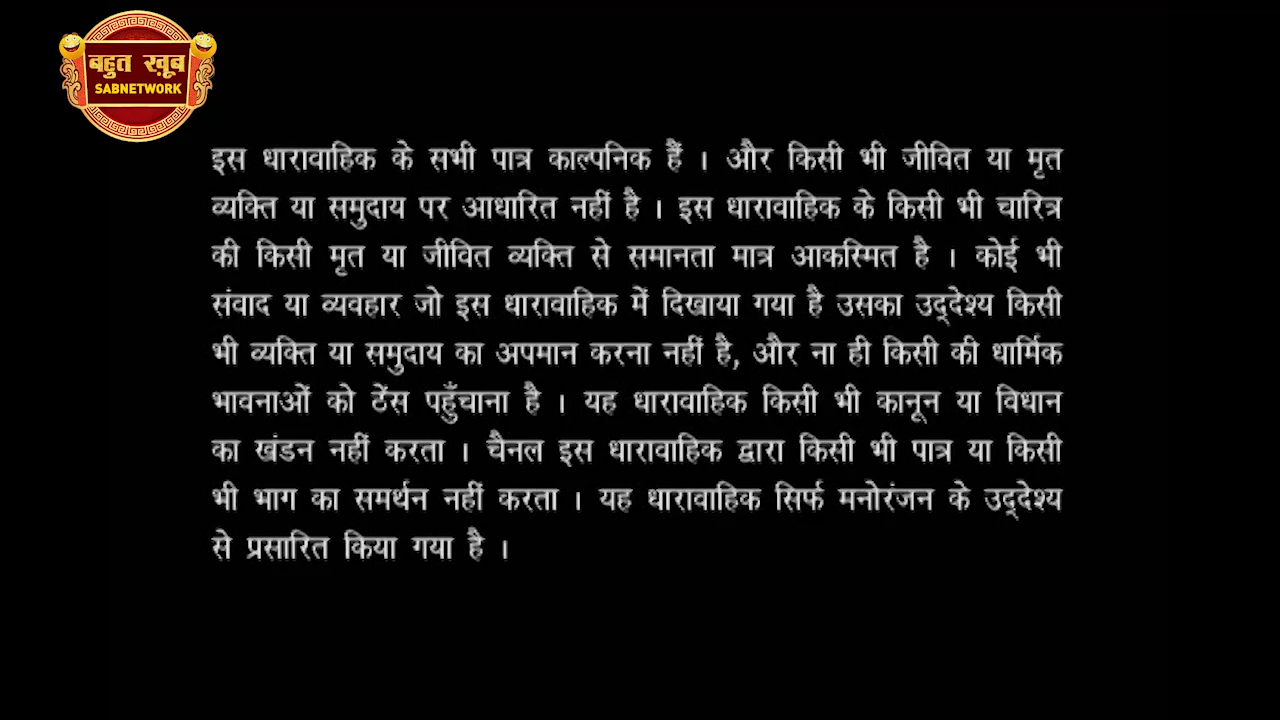 बहुत ख़ूब
SABNETWORK
इस धारावाहिक के सभी पात्र काल्पनिक हैं । और किसी भी जीवित या मृत
व्यक्ति या समुदाय पर आधारित नहीं है । इस धारावाहिक के किसी भी चारित्र
की किसी मृत या जीवित व्यक्ति से समानता मात्र आकस्मित है । कोई भी
संवाद या व्यवहार जो इस धारावाहिक में दिखाया गया है उसका उद्देश्य किसी
भी व्यक्ति या समुदाय का अपमान करना नहीं है, और ना ही किसी की धार्मिक
भावनाओं को टेंस पहुँचाना है । यह धारावाहिक किसी भी कानून या विधान
का खंडन नहीं करता । चैनल इस धारावाहिक द्वारा किसी भी पात्र या किसी
भी भाग का समर्थन नहीं करता । यह धारावाहिक सिर्फ मनोरंजन के उद्देश्य
से प्रसारित किया गया है ।